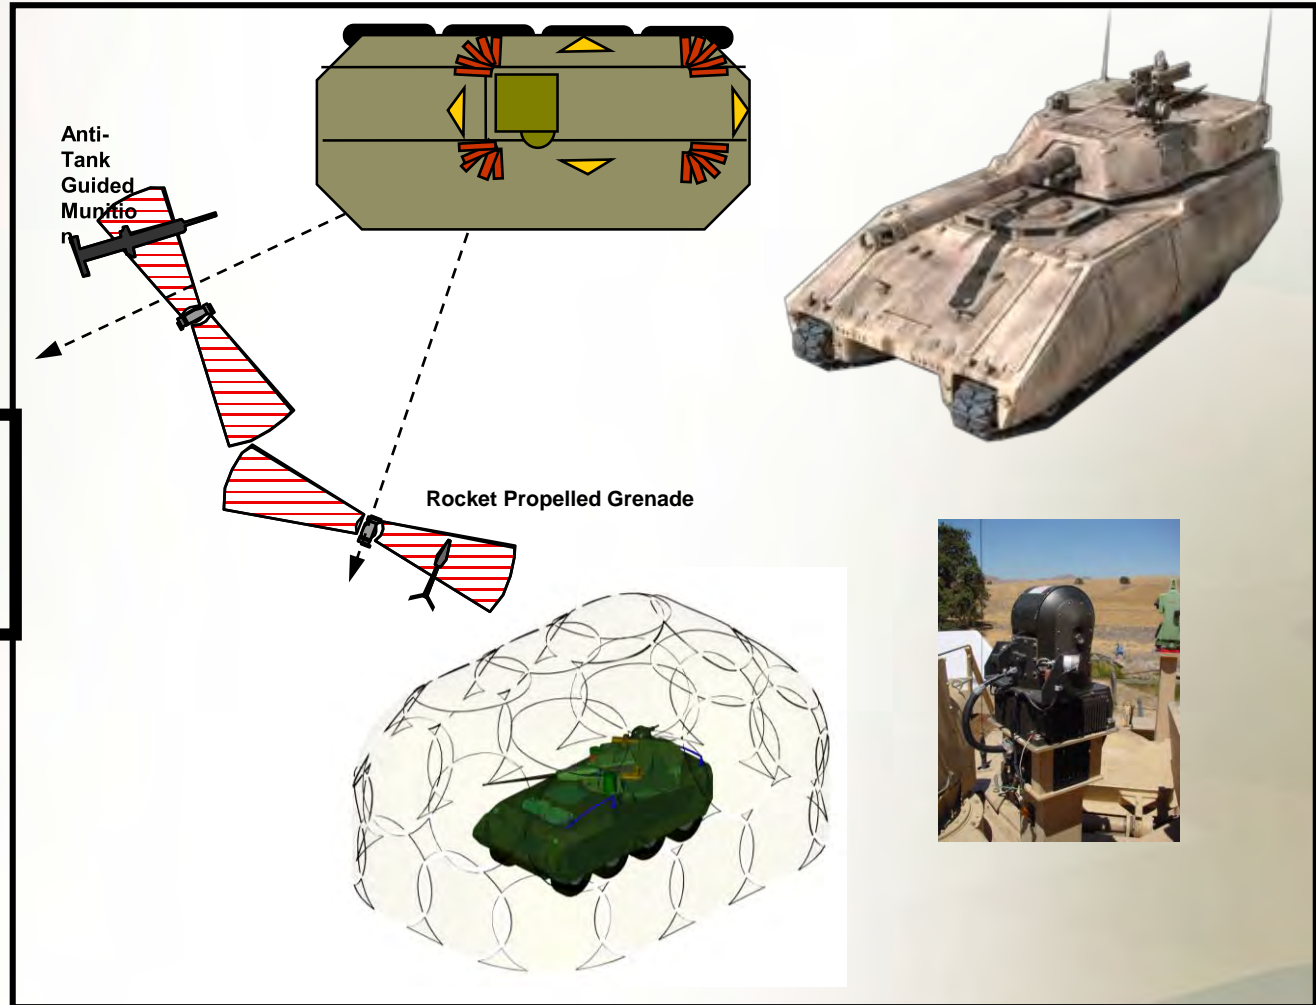 Anti-
Tank
Guided
Munitio
n
Rocket Propelled Grenade